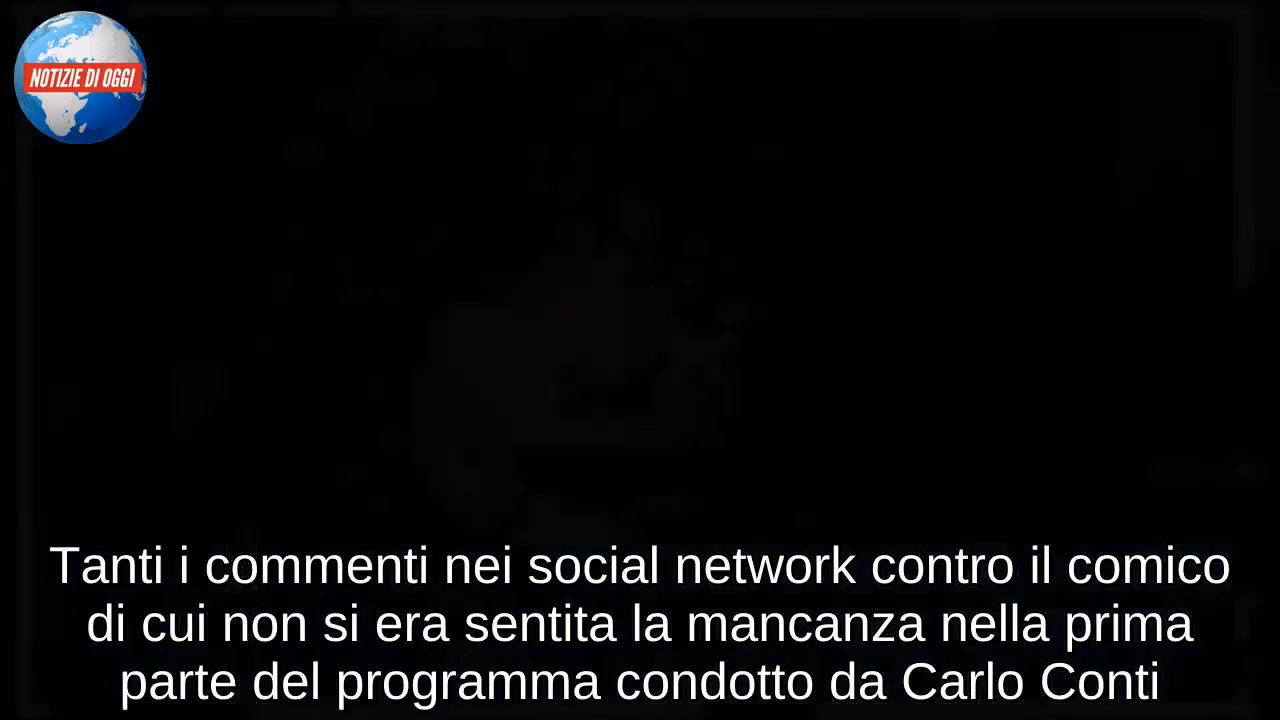 NOTIZIE DI OGGI
Tanti i commenti nei social network contro il comico
di cui non si era sentita la mancanza nella prima
parte del programma condotto da Carlo Conti